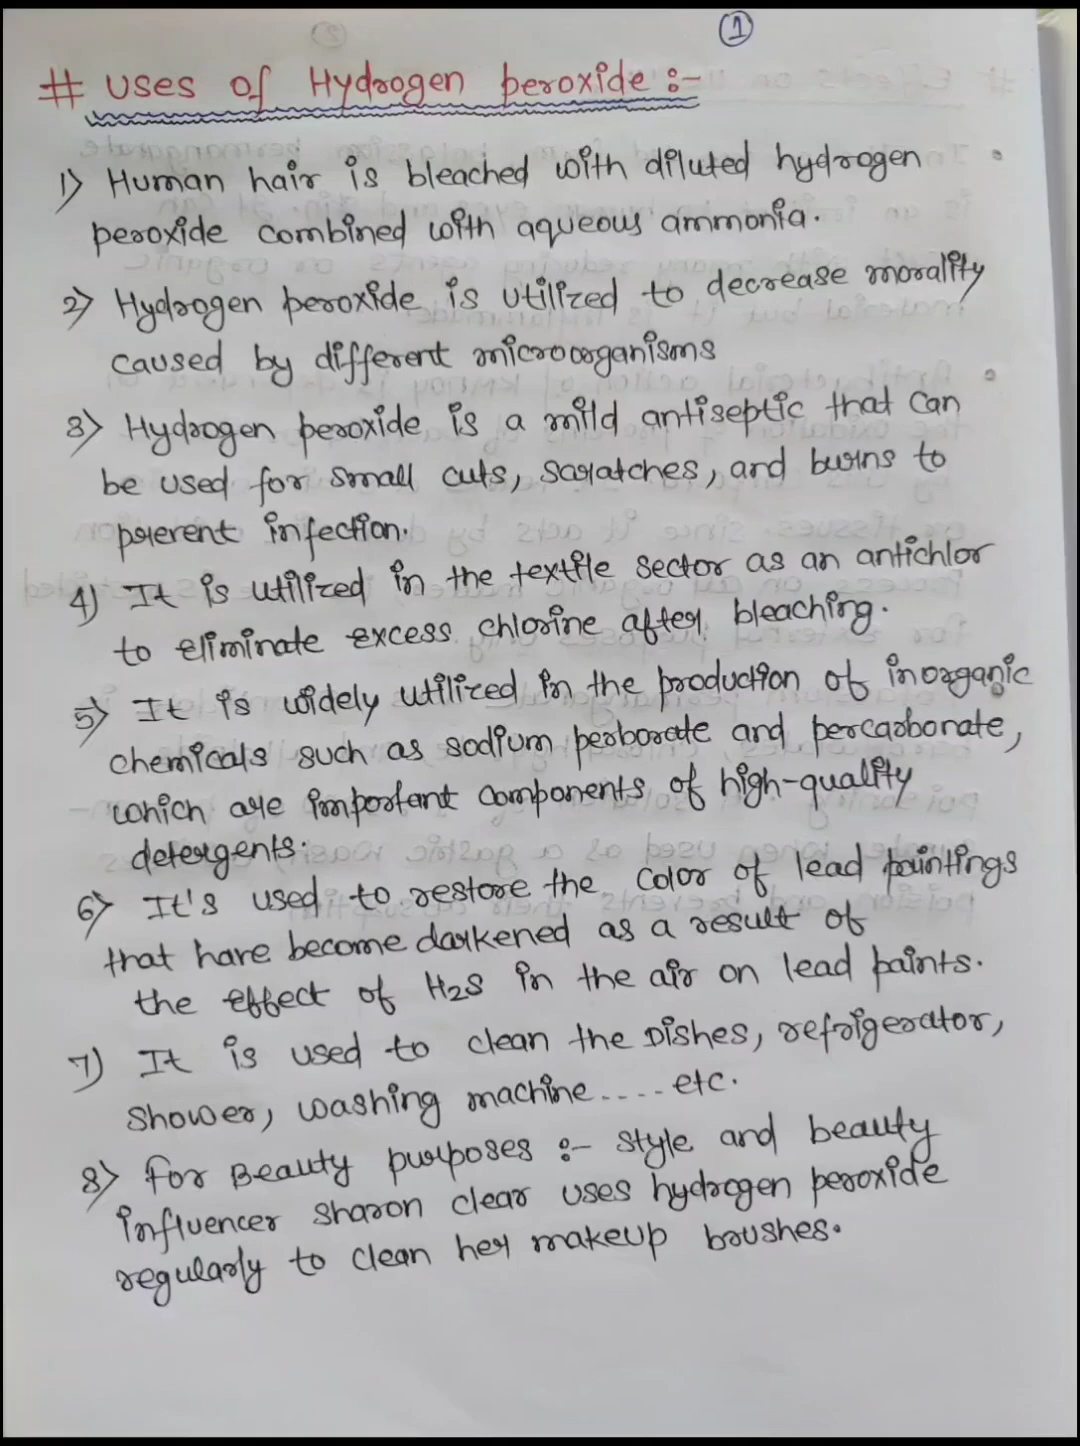 1
# Uses of Hydrogen peroxide :-
1) Human hair is bleached with diluted hydrogen
peroxide combined with aqueous ammonia.
2) Hydrogen peroxide is utilized to decrease morality
caused by different microorganisms
3) Hydrogen peroxide is a mild antiseptic that can
be used for small cuts, scratches, and burns to
prevent infection.
4) It is utilized in the textile sector as an antichlor
to eliminate excess chlorine after bleaching.
5) It is widely utilized in the production of inorganic
chemicals such as sodium perborate and percarbonate,
which are important components of high-quality
detergents.
6) It's used to restore the color of lead paintings
that have become darkened as a result of
the effect of H2S in the air on lead paints.
7) It is used to clean the Dishes, refrigerator,
Shower, washing machine..... etc.
8) For Beauty purposes :- Style and beauty
influencer Sharon clear uses hydrogen peroxide
regularly to clean her makeup brushes.